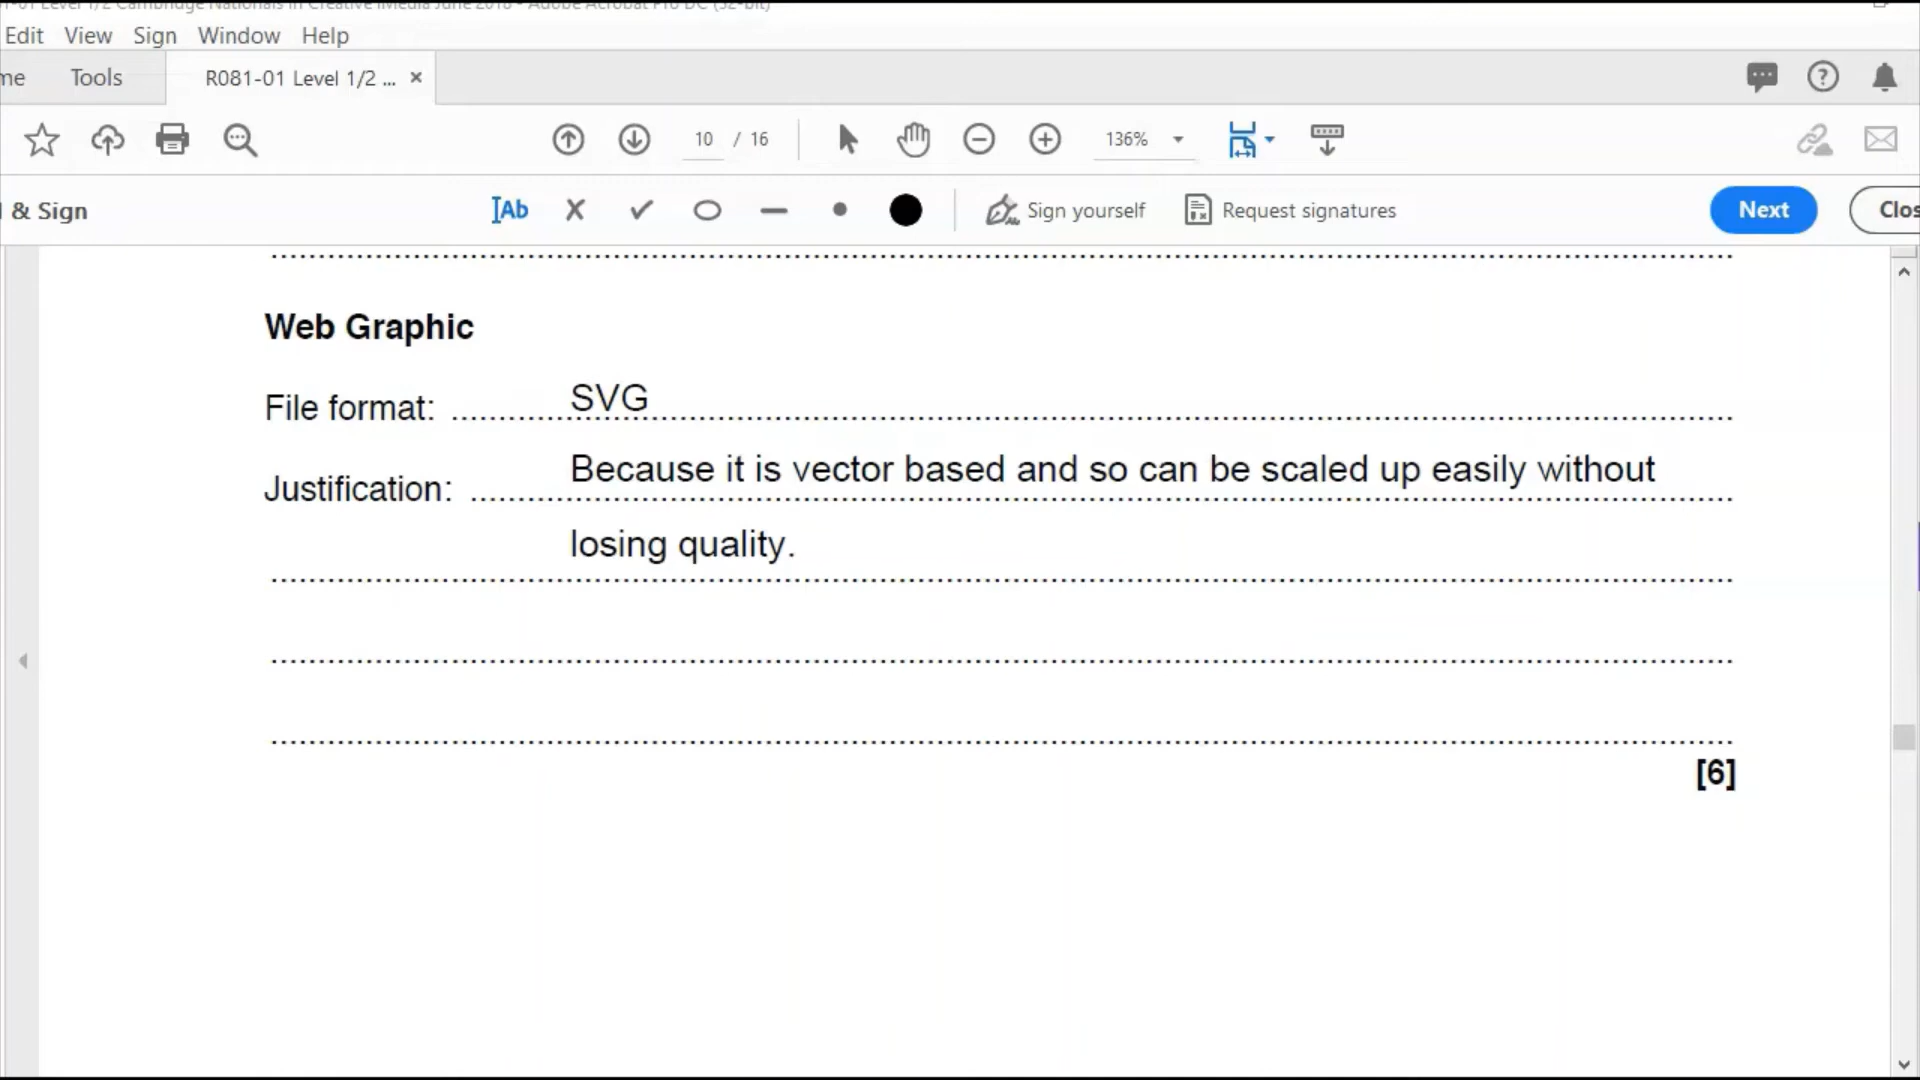 Edit View Sign Window Help
me Tools R081-01 Level 1/2 ... ×
10 / 16 136%
& Sign Ab Sign yourself Request signatures Next Clos
Web Graphic
File format: SVG
Justification: Because it is vector based and so can be scaled up easily without
losing quality.
[6]